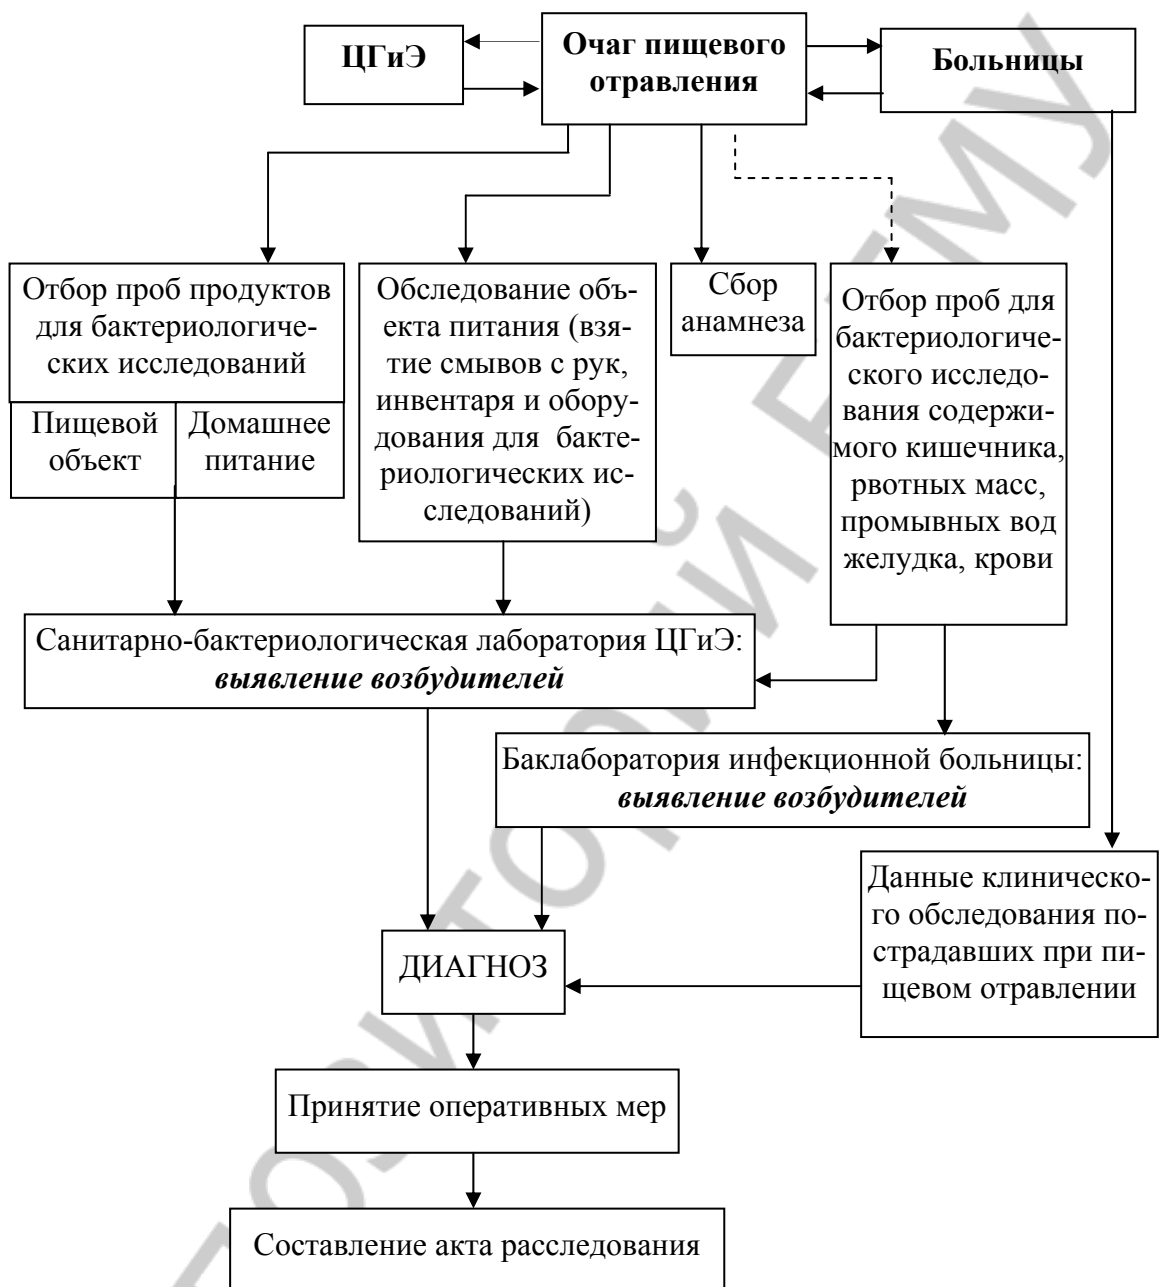 ЦГиЭ
Очаг пищевого
отравления
Больницы
Отбор проб продуктов
для бактериологиче-
ских исследований
Пищевой
объект
Домашнее
питание
Обследование объ-
екта питания (взя-
тие смывов с рук,
инвентаря и обору-
дования для бакте-
риологических ис-
следований)
Сбор
анамнеза
Отбор проб для
бактериологиче-
ского исследо-
вания содержи-
мого кишечника,
рвотных масс,
промывных вод
желудка, крови
Санитарно-бактериологическая лаборатория ЦГиЭ:
выявление возбудителей
Баклаборатория инфекционной больницы:
выявление возбудителей
Данные клиническо-
го обследования по-
страдавших при пи-
щевом отравлении
ДИАГНОЗ
Принятие оперативных мер
Составление акта расследования